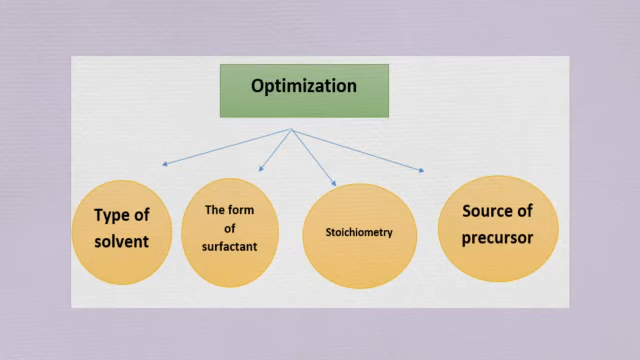 Optimization
Type of
solvent
The form
of
surfactant
Stoichiometry
Source of
precursor